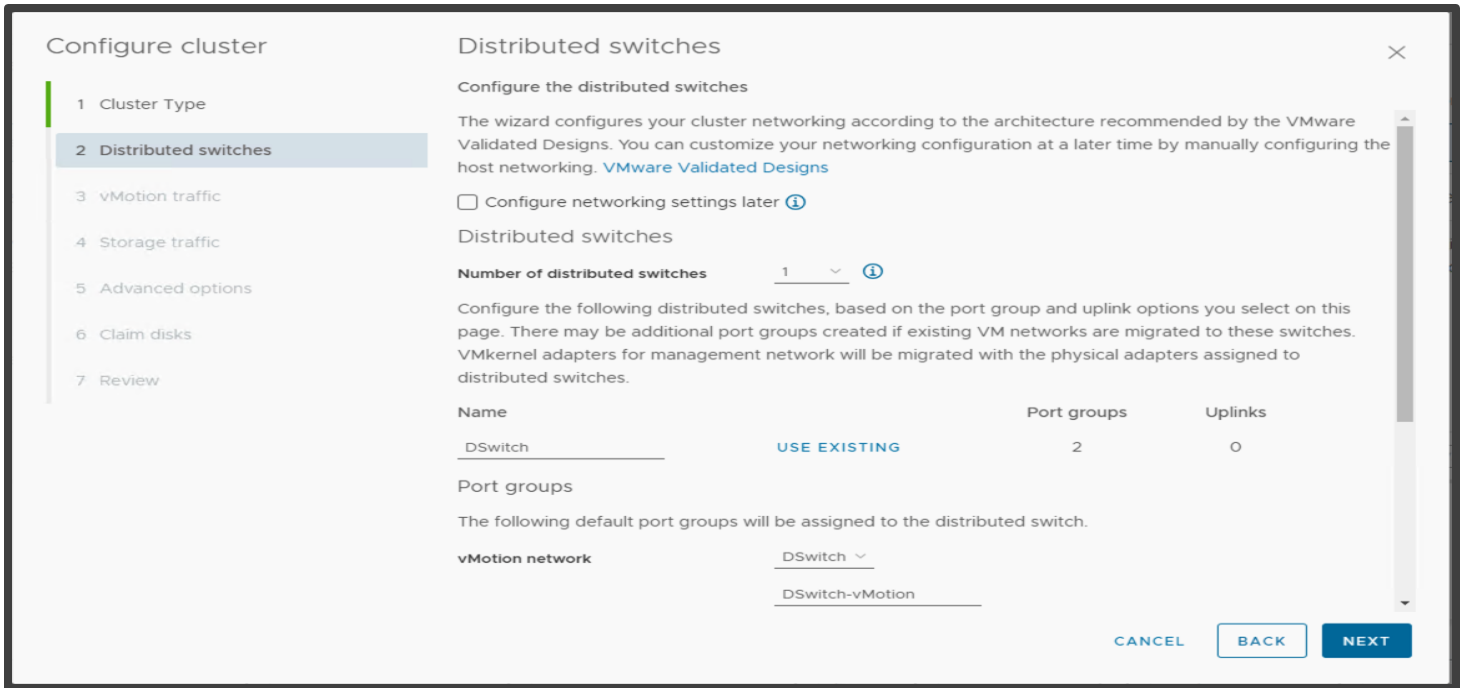 Configure cluster
1 Cluster Type
2 Distributed switches
3 vMotion traffic
4 Storage traffic
5 Advanced options
6 Claim disks
7 Review
Distributed switches
Configure the distributed switches
The wizard configures your cluster networking according to the architecture recommended by the VMware
Validated Designs. You can customize your networking configuration at a later time by manually configuring the
host networking. VMware Validated Designs
Configure networking settings later
Distributed switches
Number of distributed switches 1
Configure the following distributed switches, based on the port group and uplink options you select on this
page. There may be additional port groups created if existing VM networks are migrated to these switches.
VMkernel adapters for management network will be migrated with the physical adapters assigned to
distributed switches.
Name Port groups Uplinks
DSwitch USE EXISTING 2 0
Port groups
The following default port groups will be assigned to the distributed switch.
vMotion network DSwitch
DSwitch-vMotion
CANCEL BACK NEXT